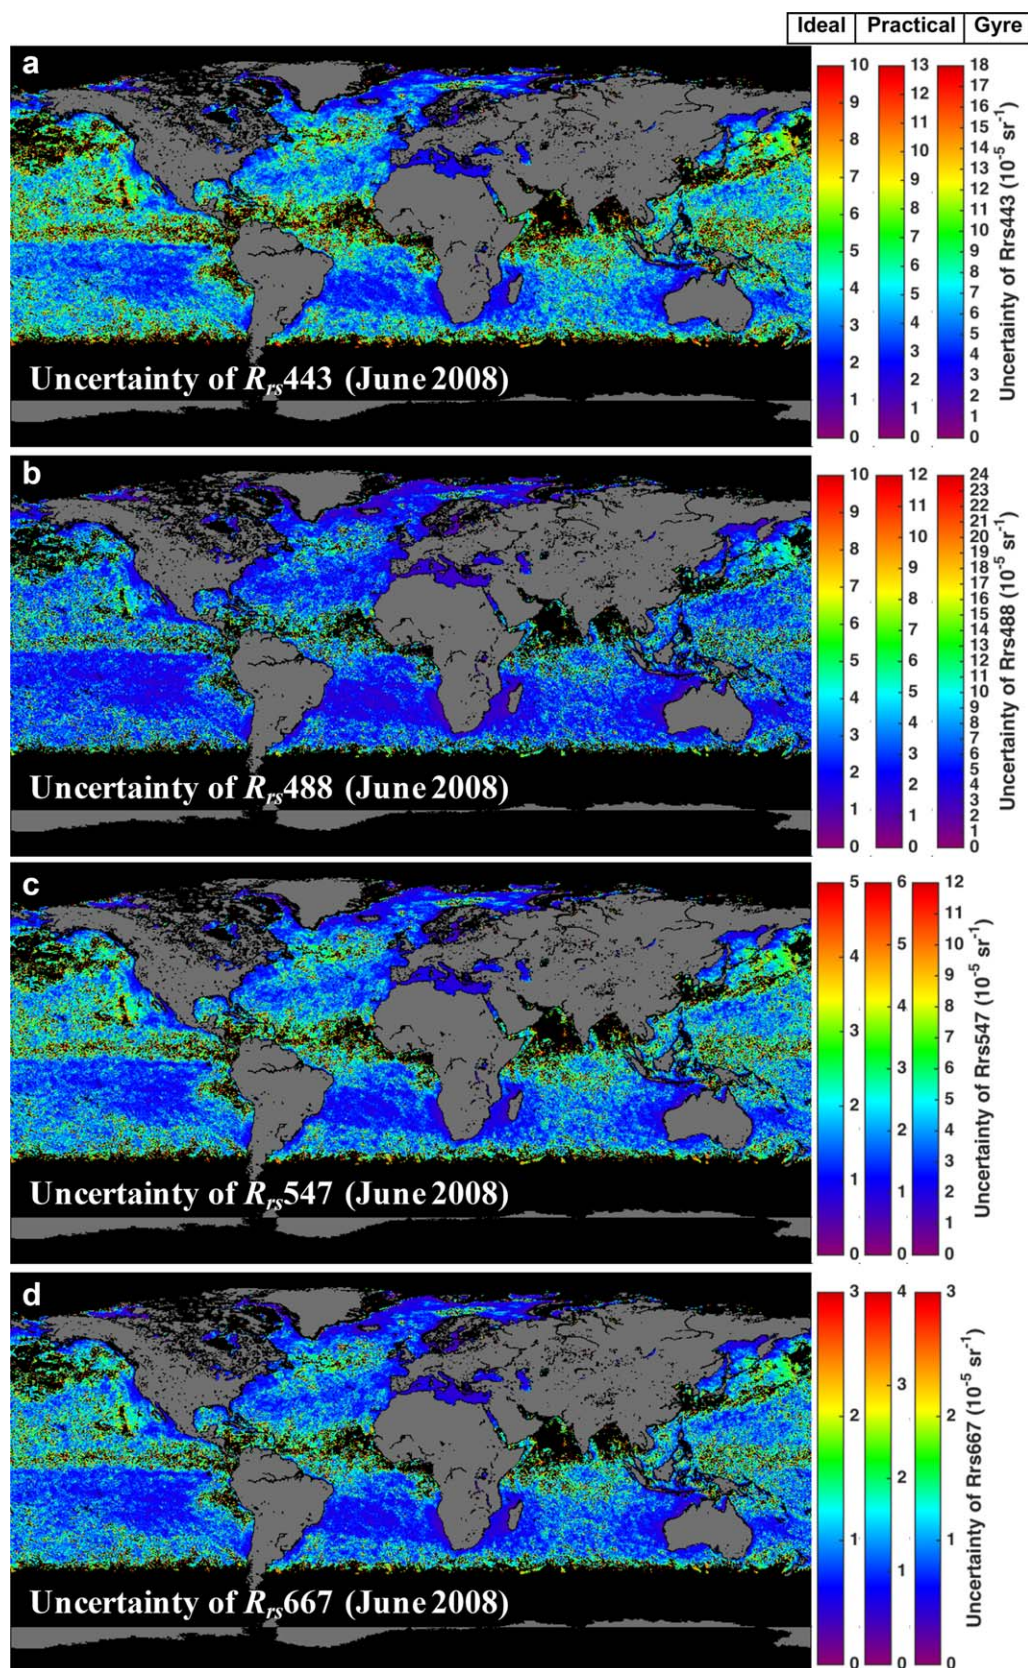 Ideal Practical Gyre
a
Uncertainty of Rrs443 (June 2008)
10 9 8 7 6 5 4 3 2 1 0
13 12 11 10 9 8 7 6 5 4 3 2 1 0
18 17 16 15 14 13 12 11 10 9 8 7 6 5 4 3 2 1 0
Uncertainty of Rrs443 (10⁻⁵ sr⁻¹)
b
Uncertainty of Rrs488 (June 2008)
10 9 8 7 6 5 4 3 2 1 0
12 11 10 9 8 7 6 5 4 3 2 1 0
24 23 22 21 20 19 18 17 16 15 14 13 12 11 10 9 8 7 6 5 4 3 2 1 0
Uncertainty of Rrs488 (10⁻⁵ sr⁻¹)
c
Uncertainty of Rrs547 (June 2008)
5 4 3 2 1 0
6 5 4 3 2 1 0
12 11 10 9 8 7 6 5 4 3 2 1 0
Uncertainty of Rrs547 (10⁻⁵ sr⁻¹)
d
Uncertainty of Rrs667 (June 2008)
3 2 1 0
4 3 2 1 0
3 2 1 0
Uncertainty of Rrs667 (10⁻⁵ sr⁻¹)